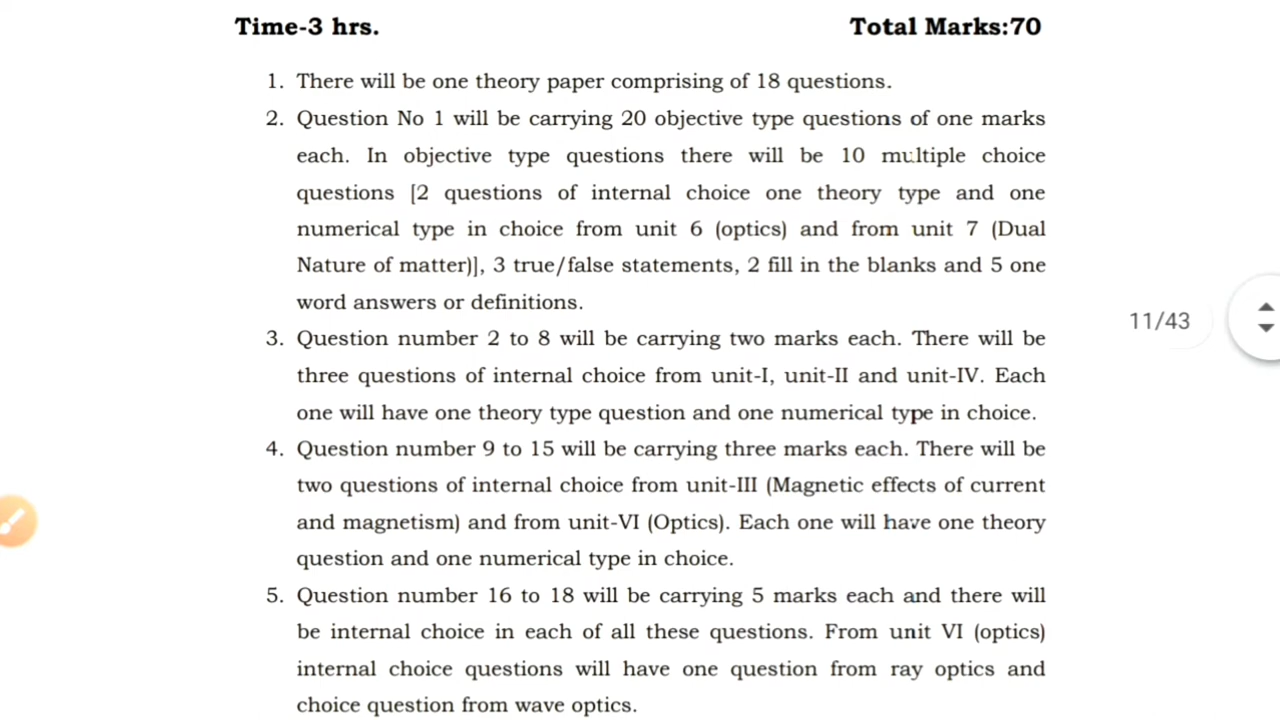 Time-3 hrs. Total Marks:70
1. There will be one theory paper comprising of 18 questions.
2. Question No 1 will be carrying 20 objective type questions of one marks
each. In objective type questions there will be 10 multiple choice
questions [2 questions of internal choice one theory type and one
numerical type in choice from unit 6 (optics) and from unit 7 (Dual
Nature of matter)], 3 true/false statements, 2 fill in the blanks and 5 one
word answers or definitions.
3. Question number 2 to 8 will be carrying two marks each. There will be
three questions of internal choice from unit-I, unit-II and unit-IV. Each
one will have one theory type question and one numerical type in choice.
4. Question number 9 to 15 will be carrying three marks each. There will be
two questions of internal choice from unit-III (Magnetic effects of current
and magnetism) and from unit-VI (Optics). Each one will have one theory
question and one numerical type in choice.
5. Question number 16 to 18 will be carrying 5 marks each and there will
be internal choice in each of all these questions. From unit VI (optics)
internal choice questions will have one question from ray optics and
choice question from wave optics.
11/43